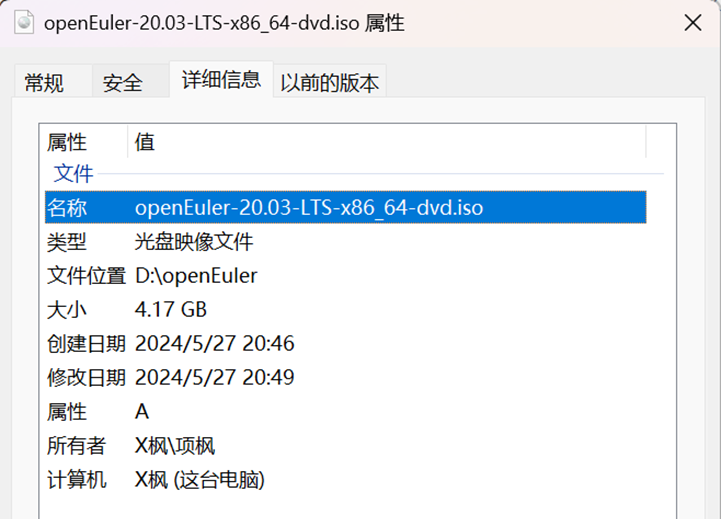 openEuler-20.03-LTS-x86_64-dvd.iso 属性
常规 安全 详细信息 以前的版本
属性 值
文件
名称 openEuler-20.03-LTS-x86_64-dvd.iso
类型 光盘映像文件
文件位置 D:\openEuler
大小 4.17 GB
创建日期 2024/5/27 20:46
修改日期 2024/5/27 20:49
属性 A
所有者 X枫\项枫
计算机 X枫 (这台电脑)